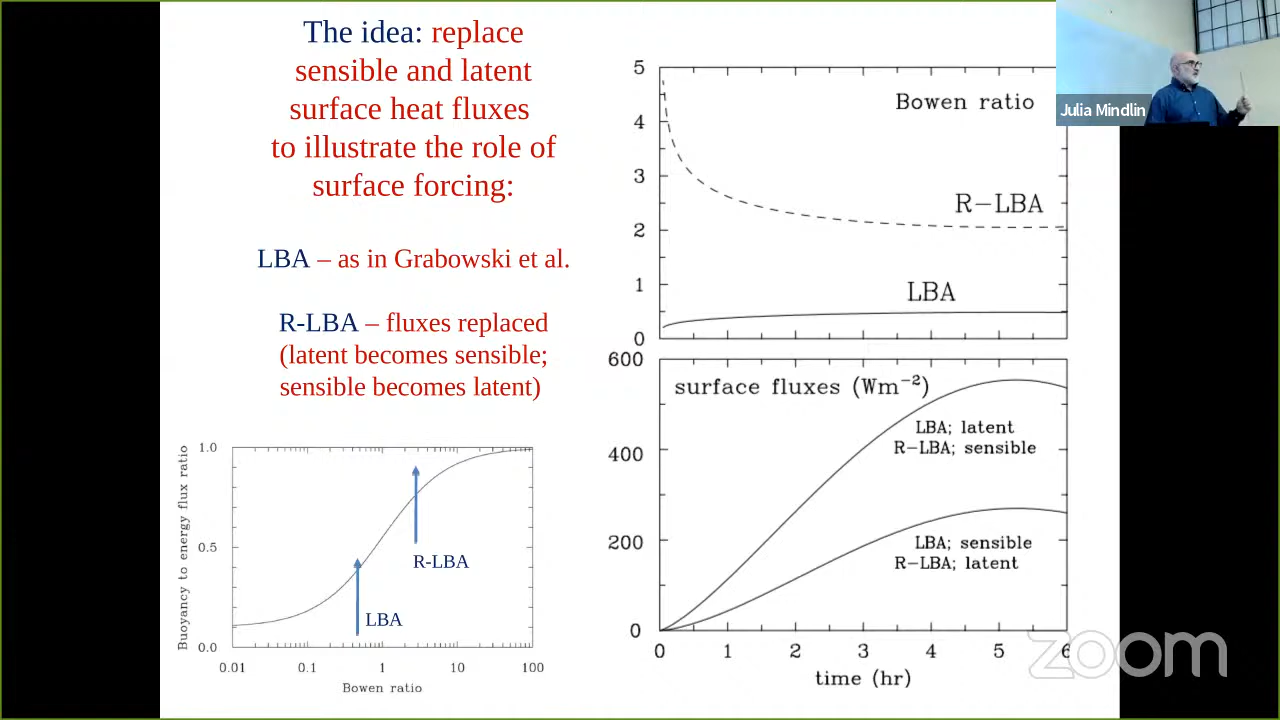 The idea: replace
sensible and latent
surface heat fluxes
to illustrate the role of
surface forcing:
LBA – as in Grabowski et al.
R-LBA – fluxes replaced
(latent becomes sensible;
sensible becomes latent)
Buoyancy to energy flux ratio
1.0
0.5
0.0
R-LBA
LBA
0.01 0.1 1 10 100
Bowen ratio
5
4
3
2
1
0
Bowen ratio
R−LBA
LBA
600
400
200
0
surface fluxes (Wm⁻²)
LBA; latent
R−LBA; sensible
LBA; sensible
R−LBA; latent
0 1 2 3 4 5 6
time (hr)
Julia Mindlin
zoom